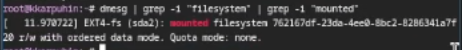 root@kkarpuhin:~# dmesg | grep -i "filesystem" | grep -i "mounted"
[   11.970722] EXT4-fs (sda2): mounted filesystem 762167df-23da-4ee0-8bc2-8286341a7f
20 r/w with ordered data mode. Quota mode: none.